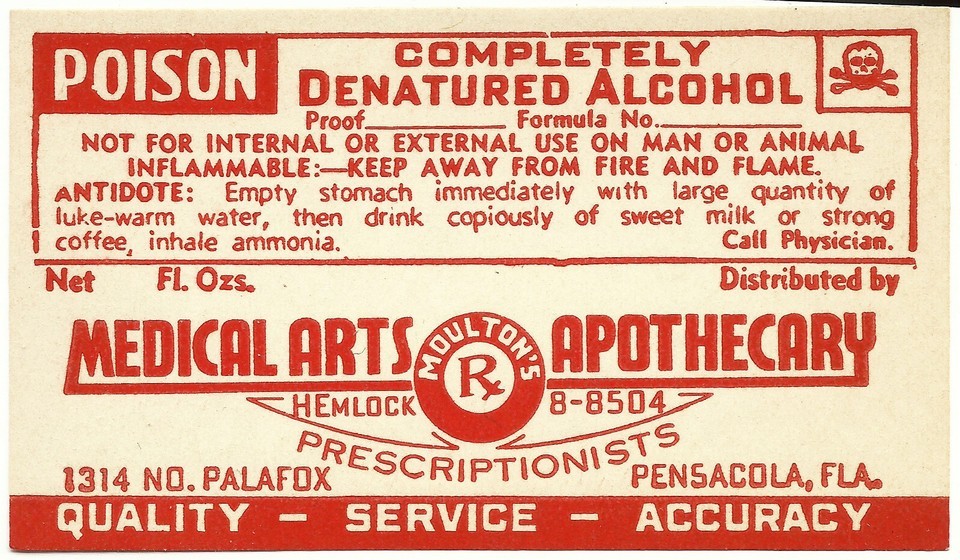 POISON
COMPLETELY
DENATURED ALCOHOL
Proof__________ Formula No.__________
NOT FOR INTERNAL OR EXTERNAL USE ON MAN OR ANIMAL
INFLAMMABLE:—KEEP AWAY FROM FIRE AND FLAME.
ANTIDOTE: Empty stomach immediately with large quantity of
luke-warm water, then drink copiously of sweet milk or strong
coffee, inhale ammonia. Call Physician.
Net Fl. Ozs. Distributed by
MEDICAL ARTS MOULTON'S Rx APOTHECARY
HEMLOCK 8-8504
PRESCRIPTIONISTS
1314 NO. PALAFOX PENSACOLA, FLA.
QUALITY — SERVICE — ACCURACY